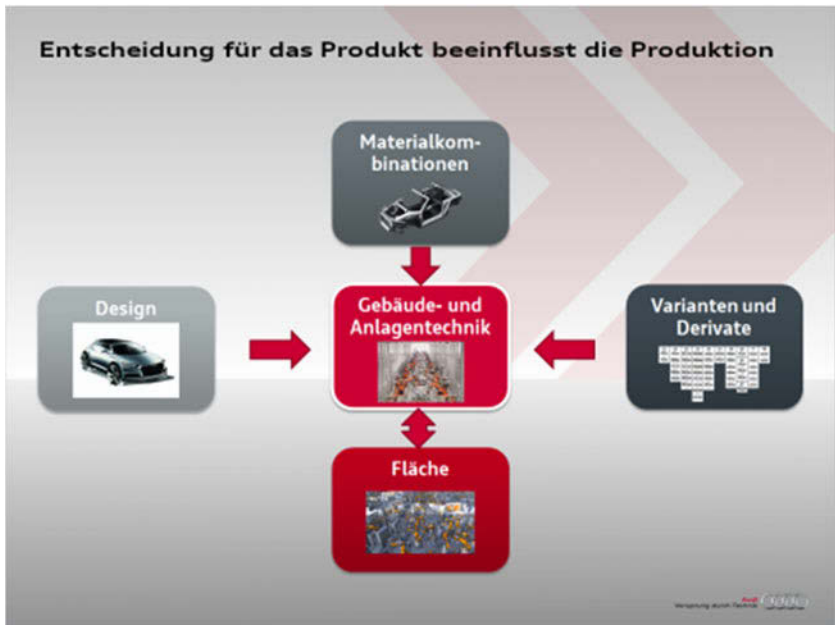 Entscheidung für das Produkt beeinflusst die Produktion
Materialkom-
binationen
Design
Gebäude- und
Anlagentechnik
Varianten und
Derivate
Fläche
Audi
Vorsprung durch Technik